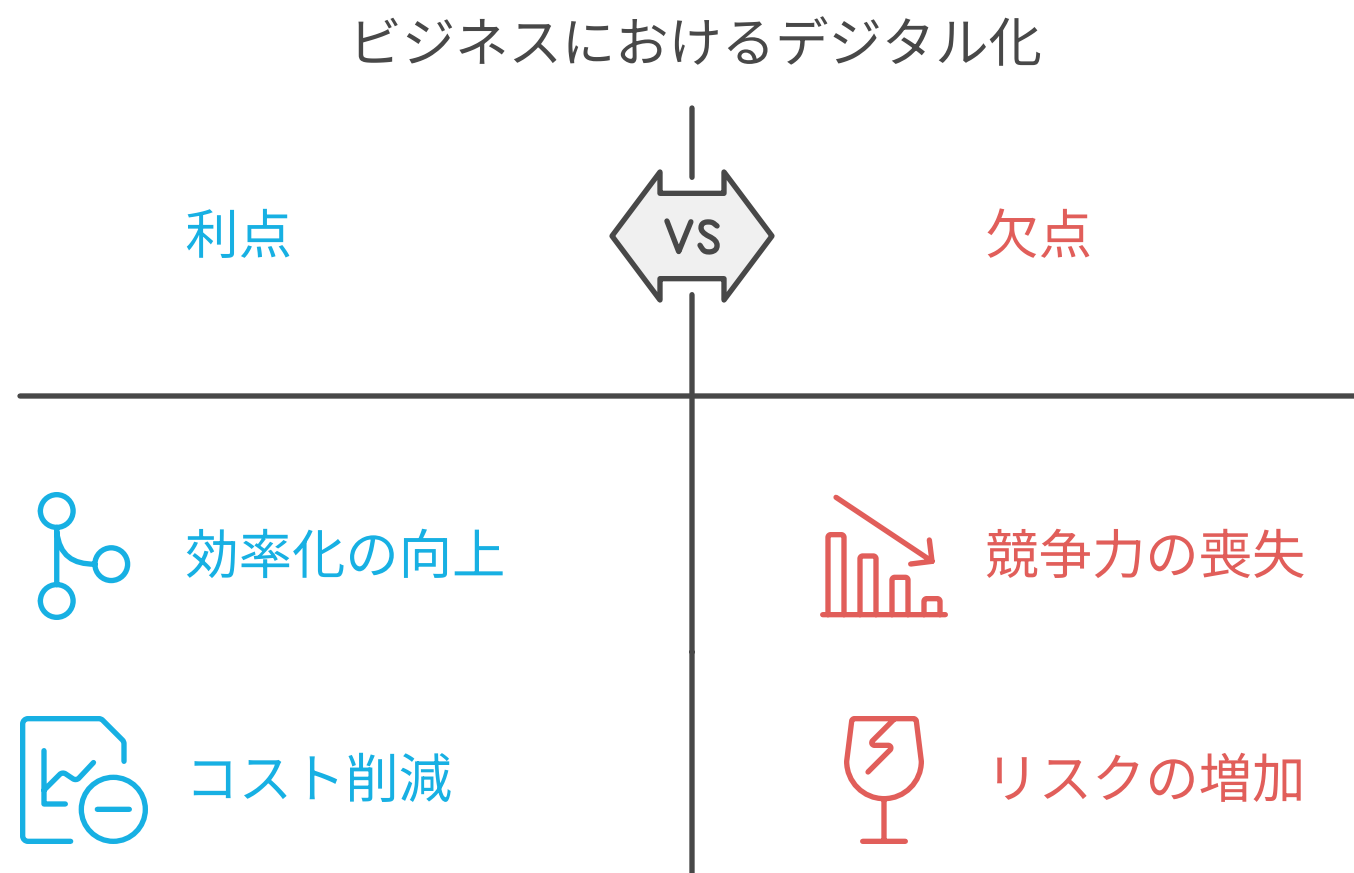 ビジネスにおけるデジタル化
利点
VS
欠点
効率化の向上
競争力の喪失
コスト削減
リスクの増加